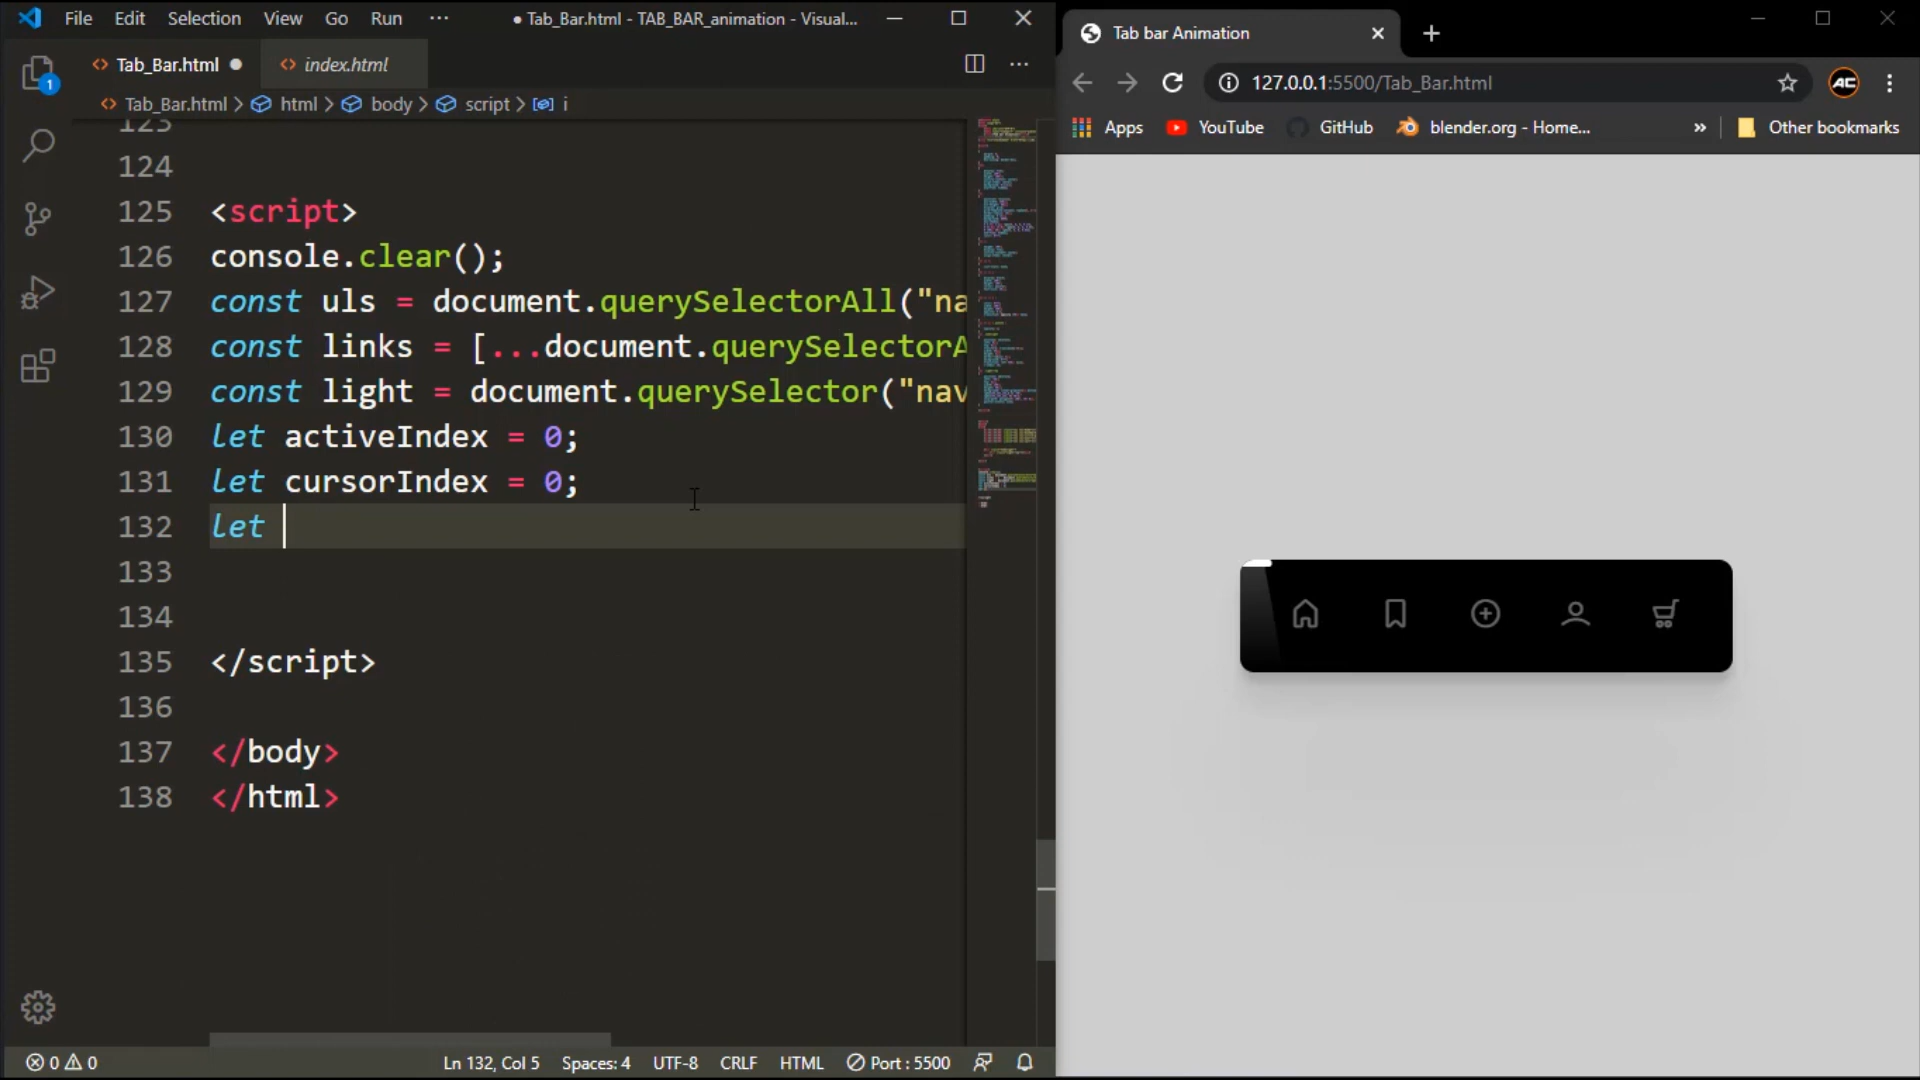 File Edit Selection View Go Run ··· ● Tab_Bar.html - TAB_BAR_animation - Visual...
Tab_Bar.html ● index.html
Tab_Bar.html > html > body > script > i
1
123
124
125 <script>
126 console.clear();
127 const uls = document.querySelectorAll("na
128 const links = [...document.querySelectorA
129 const light = document.querySelector("nav
130 let activeIndex = 0;
131 let cursorIndex = 0;
132 let
133
134
135 </script>
136
137 </body>
138 </html>
0 0 Ln 132, Col 5 Spaces: 4 UTF-8 CRLF HTML Port : 5500
Tab bar Animation
127.0.0.1:5500/Tab_Bar.html
AC
Apps YouTube GitHub blender.org - Home... » Other bookmarks